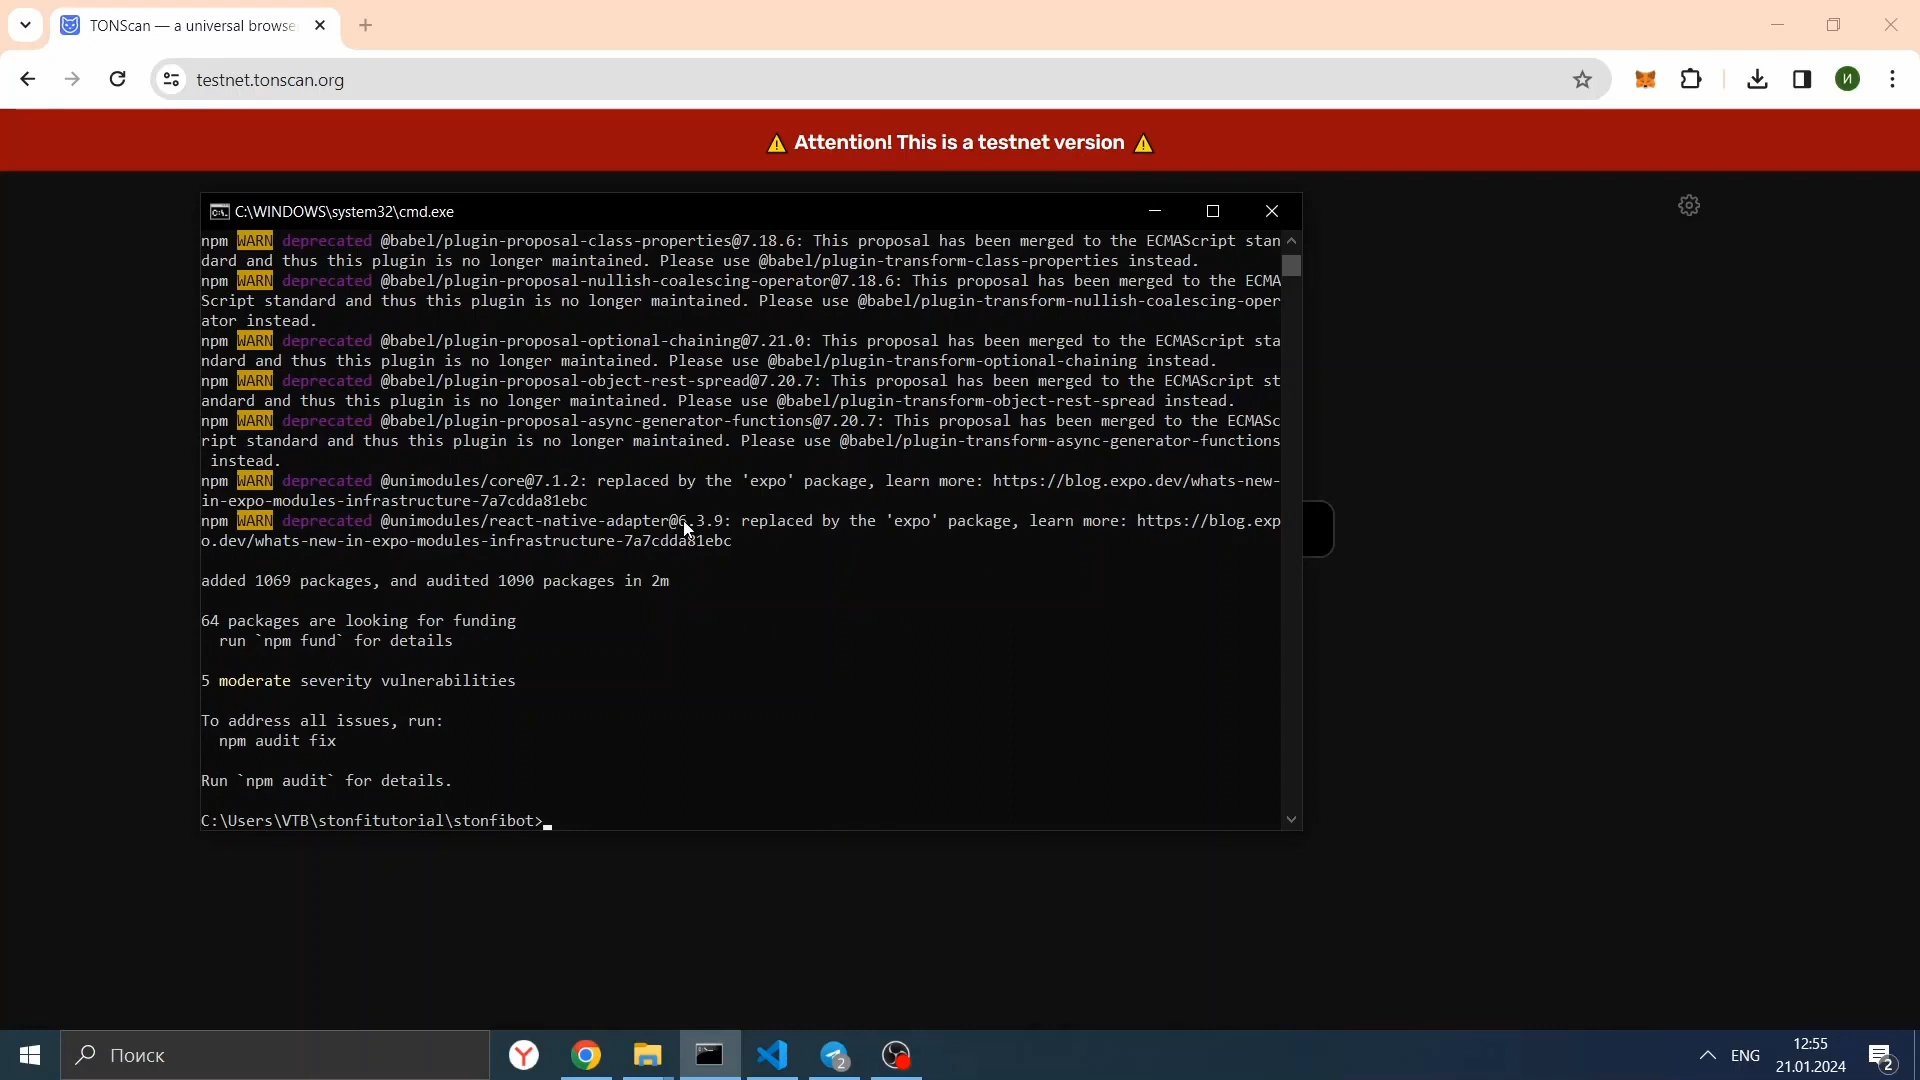 TONScan — a universal browse
testnet.tonscan.org
И
Attention! This is a testnet version
C:\WINDOWS\system32\cmd.exe
npm WARN deprecated @babel/plugin-proposal-class-properties@7.18.6: This proposal has been merged to the ECMAScript stan
dard and thus this plugin is no longer maintained. Please use @babel/plugin-transform-class-properties instead.
npm WARN deprecated @babel/plugin-proposal-nullish-coalescing-operator@7.18.6: This proposal has been merged to the ECMA
Script standard and thus this plugin is no longer maintained. Please use @babel/plugin-transform-nullish-coalescing-oper
ator instead.
npm WARN deprecated @babel/plugin-proposal-optional-chaining@7.21.0: This proposal has been merged to the ECMAScript sta
ndard and thus this plugin is no longer maintained. Please use @babel/plugin-transform-optional-chaining instead.
npm WARN deprecated @babel/plugin-proposal-object-rest-spread@7.20.7: This proposal has been merged to the ECMAScript st
andard and thus this plugin is no longer maintained. Please use @babel/plugin-transform-object-rest-spread instead.
npm WARN deprecated @babel/plugin-proposal-async-generator-functions@7.20.7: This proposal has been merged to the ECMASc
ript standard and thus this plugin is no longer maintained. Please use @babel/plugin-transform-async-generator-functions
instead.
npm WARN deprecated @unimodules/core@7.1.2: replaced by the 'expo' package, learn more: https://blog.expo.dev/whats-new-
in-expo-modules-infrastructure-7a7cdda81ebc
npm WARN deprecated @unimodules/react-native-adapter@6.3.9: replaced by the 'expo' package, learn more: https://blog.exp
o.dev/whats-new-in-expo-modules-infrastructure-7a7cdda81ebc
added 1069 packages, and audited 1090 packages in 2m
64 packages are looking for funding
run `npm fund` for details
5 moderate severity vulnerabilities
To address all issues, run:
npm audit fix
Run `npm audit` for details.
C:\Users\VTB\stonfitutorial\stonfibot>
Поиск
2
ENG
12:55
21.01.2024
2